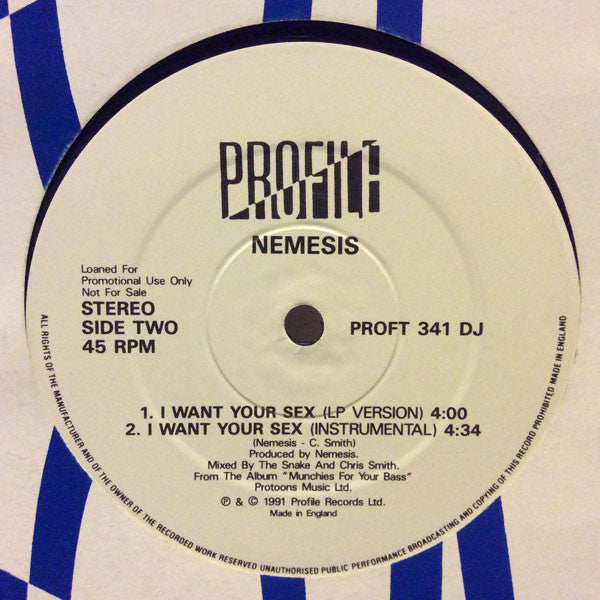 PROFILE
NEMESIS
Loaned For
Promotional Use Only
Not For Sale
STEREO
SIDE TWO
45 RPM
PROFT 341 DJ
1. I WANT YOUR SEX (LP VERSION) 4:00
2. I WANT YOUR SEX (INSTRUMENTAL) 4:34
(Nemesis - C. Smith)
Produced by Nemesis.
Mixed By The Snake And Chris Smith.
From The Album "Munchies For Your Bass"
Protoons Music Ltd.
℗ & © 1991 Profile Records Ltd.
Made in England
ALL RIGHTS OF THE MANUFACTURER AND OF THE OWNER OF THE RECORDED WORK RESERVED UNAUTHORISED PUBLIC PERFORMANCE BROADCASTING AND COPYING OF THIS RECORD PROHIBITED MADE IN ENGLAND